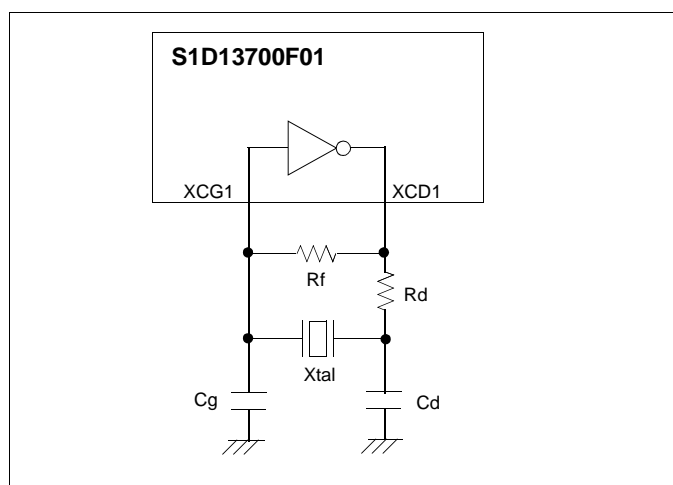 S1D13700F01
XCG1
XCD1
Rf
Rd
Xtal
Cg
Cd